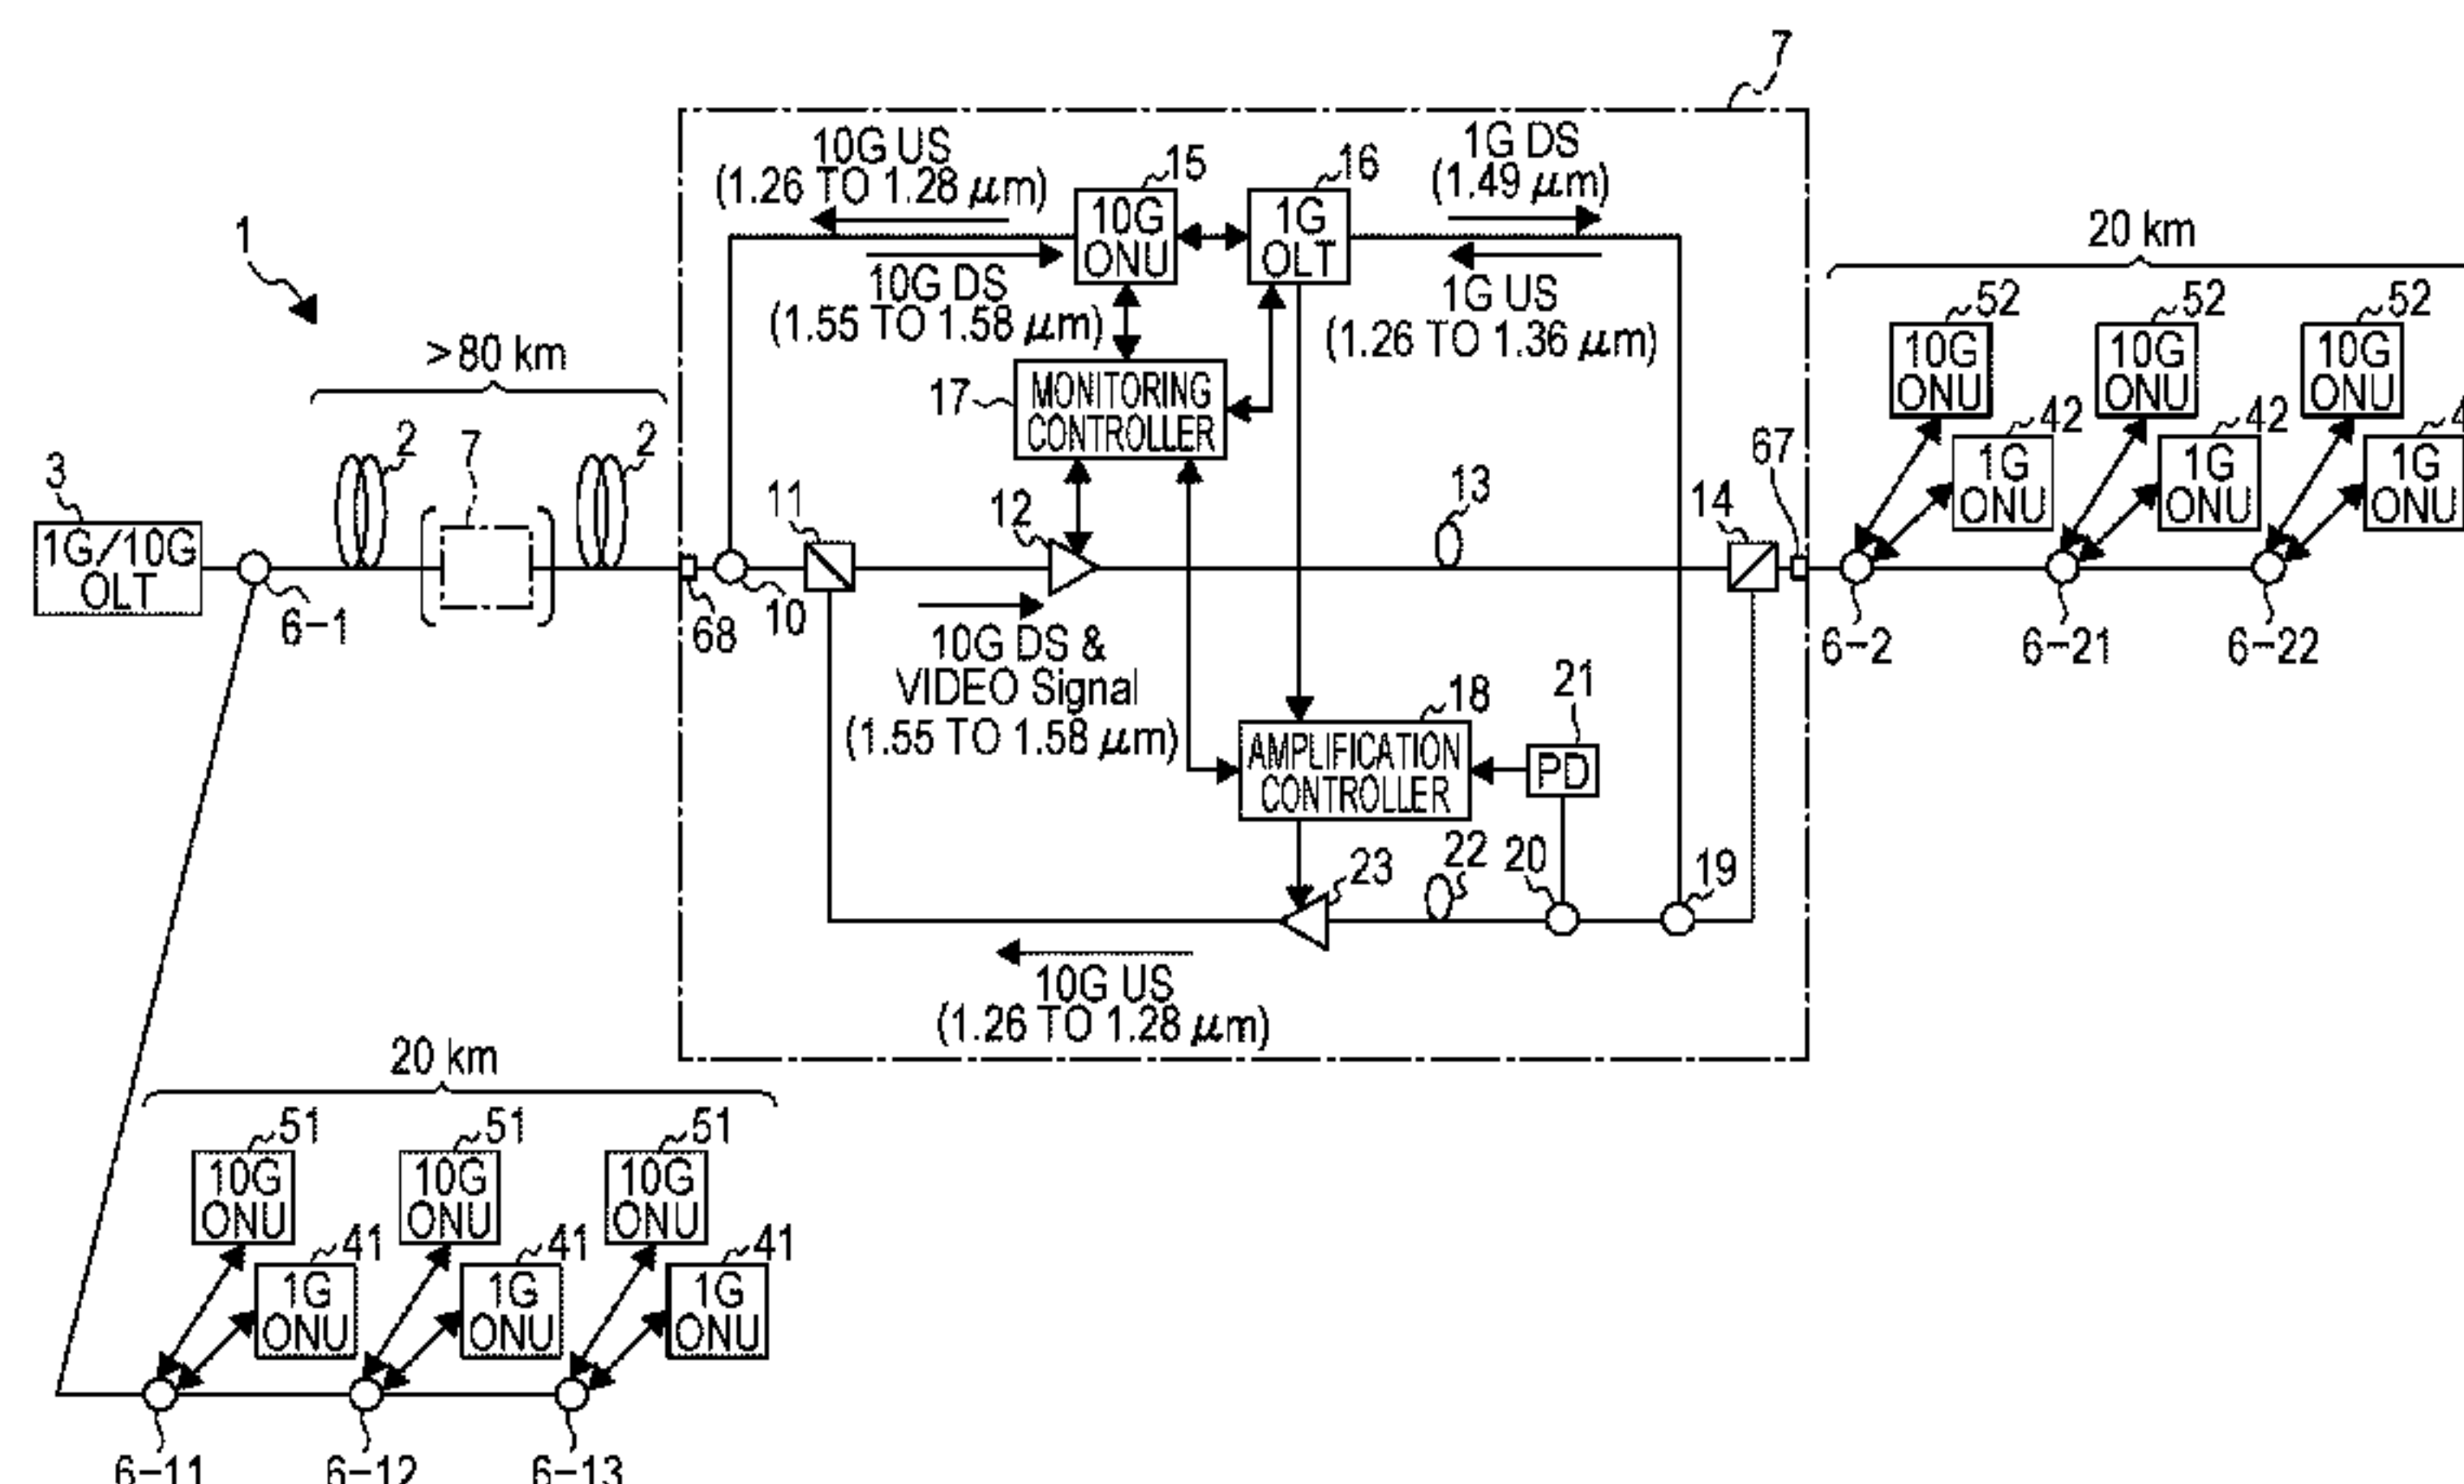 7
10G US
(1.26 TO 1.28 μm)
15
16
1G DS
(1.49 μm)
10G
ONU
1G
OLT
10G DS
(1.55 TO 1.58 μm)
1G US
(1.26 TO 1.36 μm)
1
>80 km
20 km
52
52
52
10G
ONU
10G
ONU
10G
ONU
42
42
4
1G
ONU
1G
ONU
1G
ONU
17
MONITORING
CONTROLLER
3
2
7
2
11
12
13
14
67
1G/10G
OLT
6-1
68
10
6-2
6-21
6-22
10G DS &
VIDEO Signal
(1.55 TO 1.58 μm)
18
21
AMPLIFICATION
CONTROLLER
PD
23
22
20
19
10G US
(1.26 TO 1.28 μm)
20 km
51
51
51
10G
ONU
10G
ONU
10G
ONU
41
41
41
1G
ONU
1G
ONU
1G
ONU
6-11
6-12
6-13